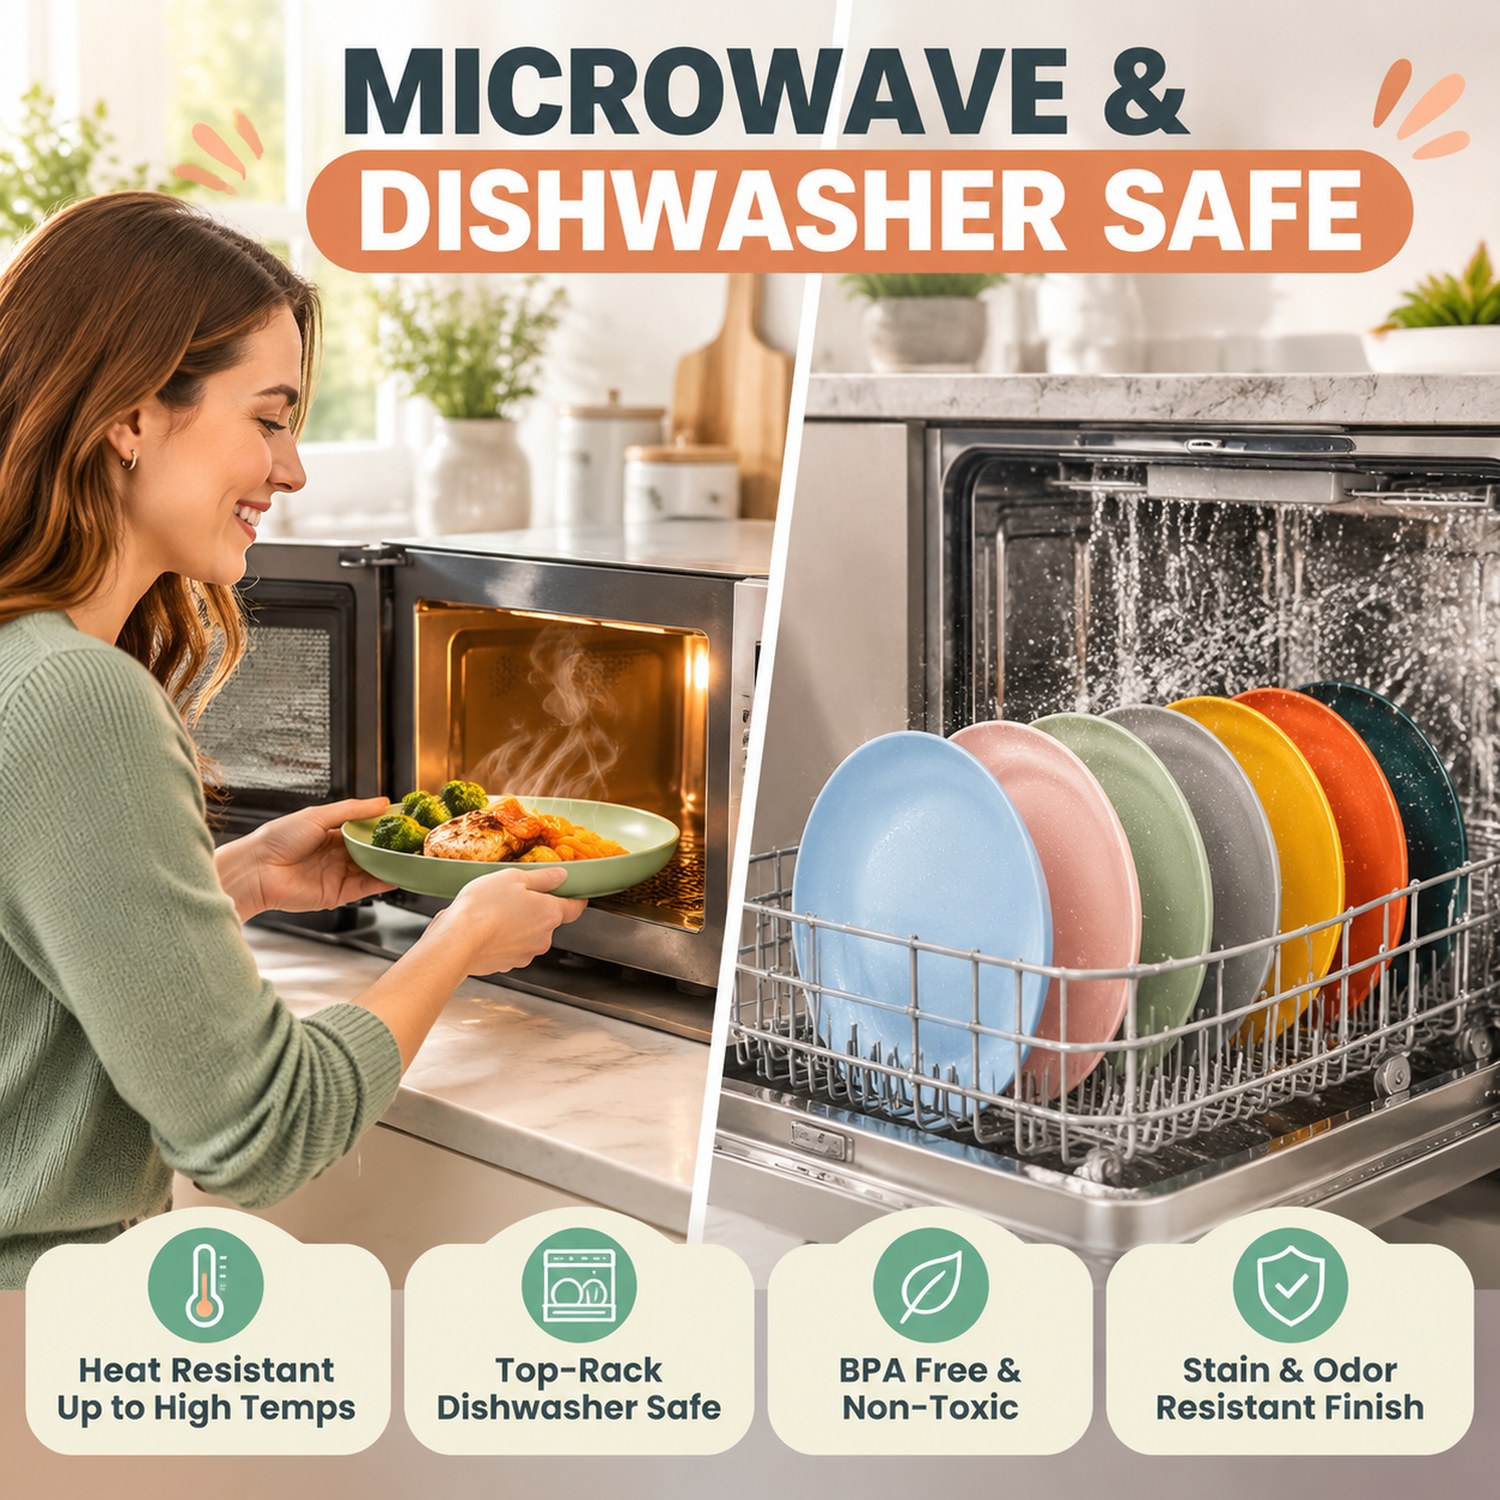 MICROWAVE &
DISHWASHER SAFE
Heat Resistant
Up to High Temps
Top-Rack
Dishwasher Safe
BPA Free &
Non-Toxic
Stain & Odor
Resistant Finish